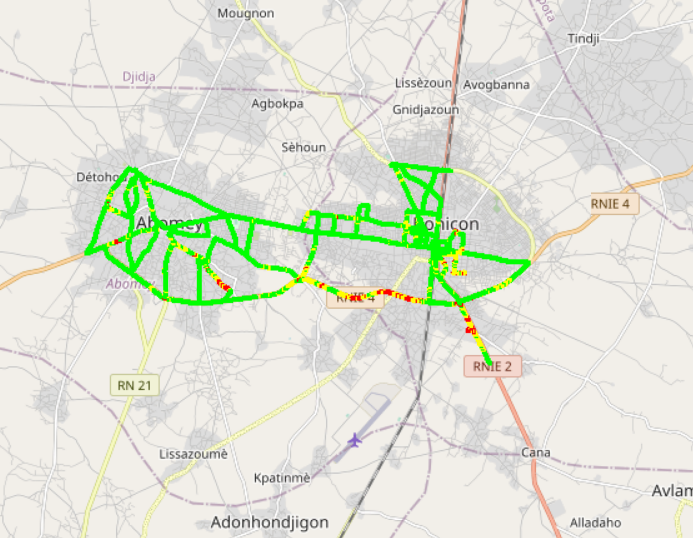 Mougnon
Tindji
pota
Djidja
Lissèzoun
Avogbanna
Agbokpa
Gnidjazoun
Sèhoun
Détohou
RNIE 4
Abomey
Bohicon
Abomey
RNIE 4
RNIE 2
RN 21
Lissazoumè
Cana
Kpatinmè
Avlam
Adonhondjigon
Alladaho